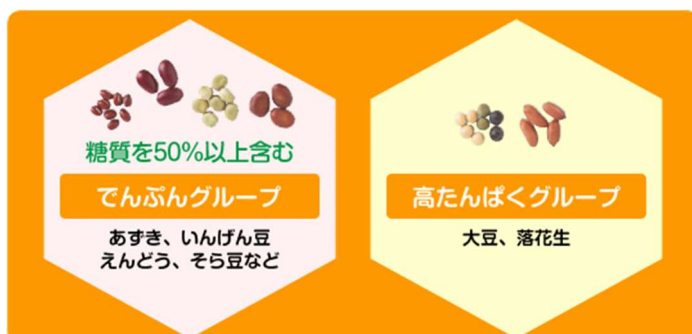 糖質を50%以上含む
でんぷんグループ
あずき、いんげん豆
えんどう、そら豆など
高たんぱくグループ
大豆、落花生